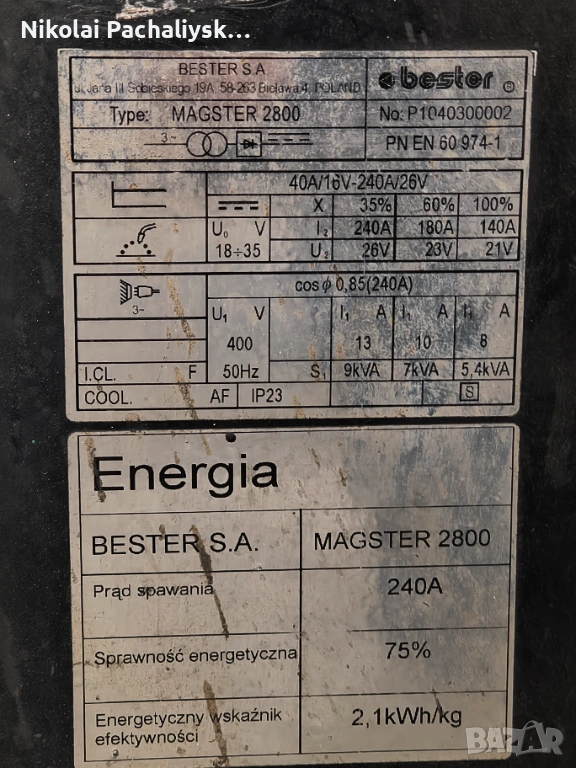 Nikolai Pachaliysk...
BESTER S.A
ul. Jana III Sobieskiego 19A, 58-263 Bielawa 4, POLAND
bester ®
Type: MAGSTER 2800
No: P1040300002
3~
PN EN 60 974-1
40A/16V-240A/26V
X 35% 60% 100%
U₀ V I₂ 240A 180A 140A
18÷35 U₂ 26V 23V 21V
cos φ 0,85(240A)
3~
U₁ V I₁ A I₁ A I₁ A
400 13 10 8
I.CL. F 50Hz S₁ 9kVA 7kVA 5,4kVA
COOL. AF IP23 S
Energia
BESTER S.A. MAGSTER 2800
Prąd spawania 240A
Sprawność energetyczna 75%
Energetyczny wskaźnik
efektywności 2,1kWh/kg
BAZAR